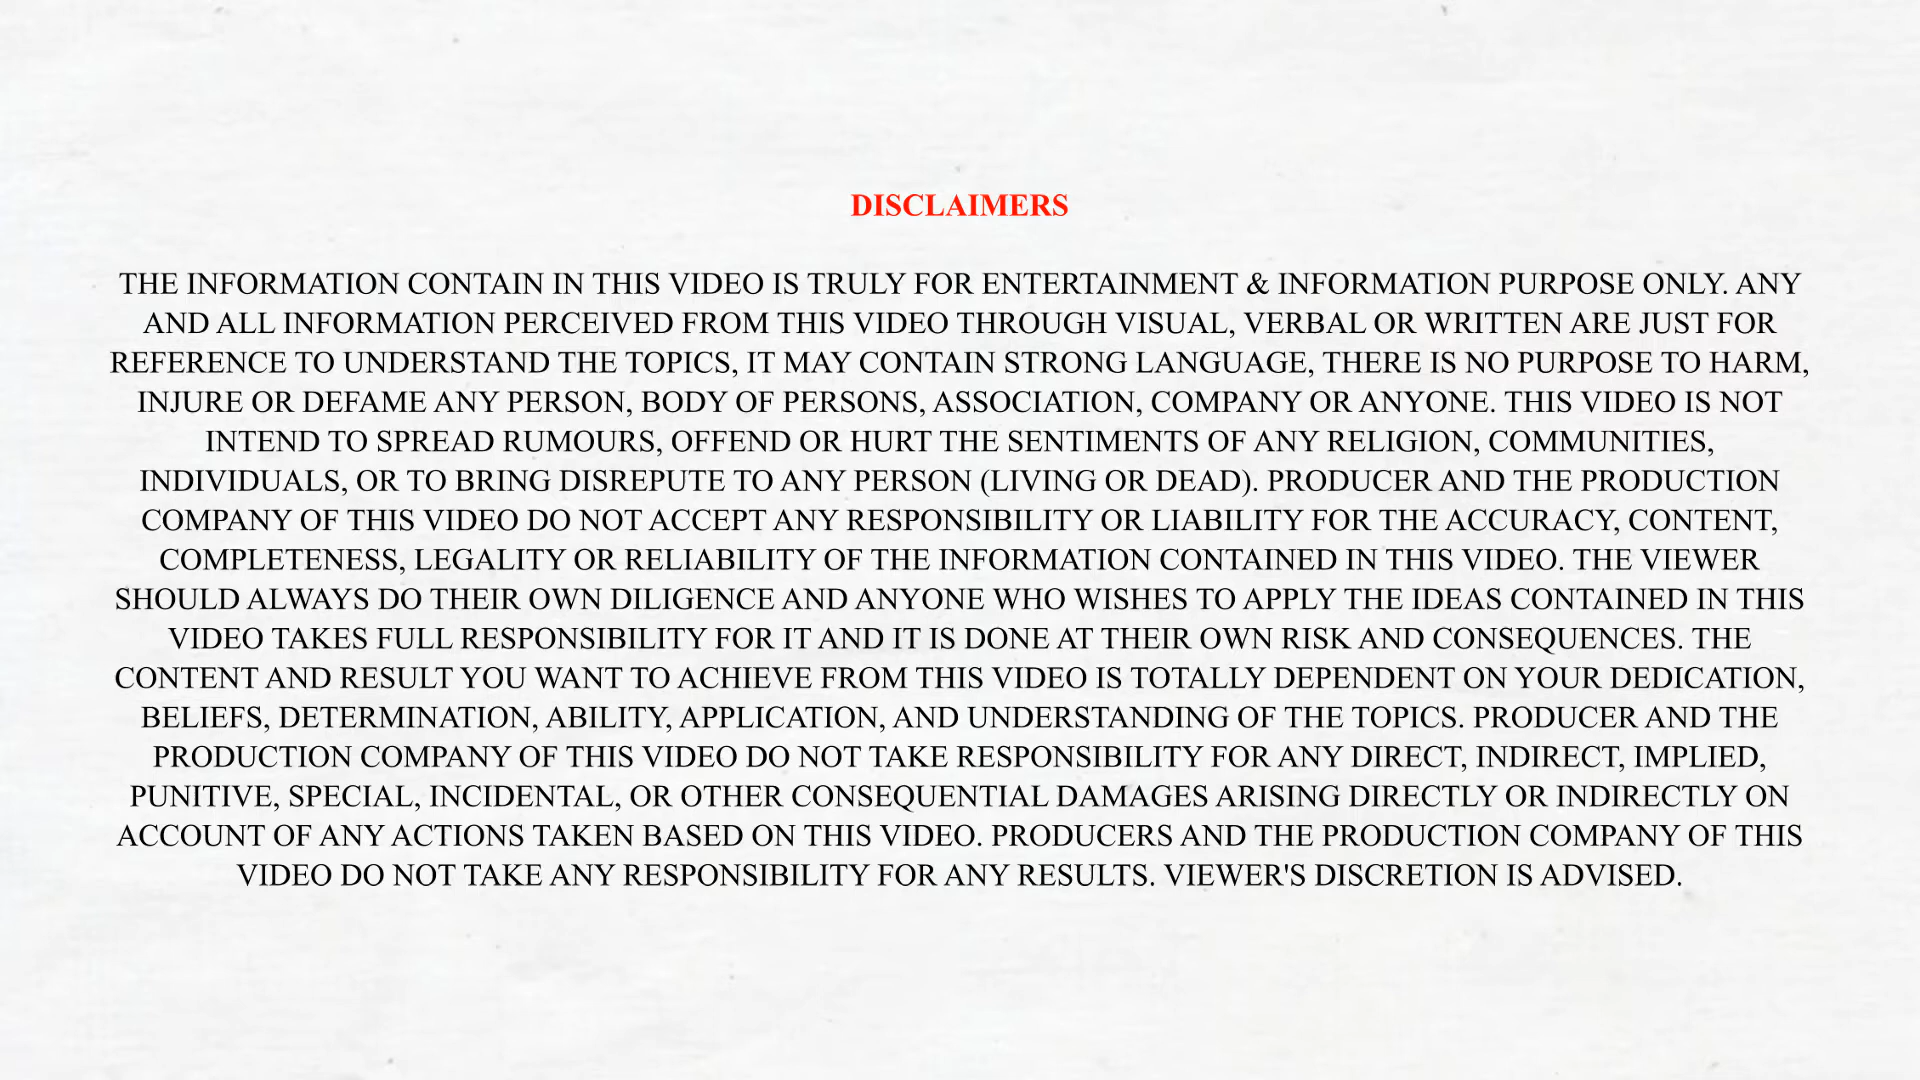 DISCLAIMERS
THE INFORMATION CONTAIN IN THIS VIDEO IS TRULY FOR ENTERTAINMENT & INFORMATION PURPOSE ONLY. ANY
AND ALL INFORMATION PERCEIVED FROM THIS VIDEO THROUGH VISUAL, VERBAL OR WRITTEN ARE JUST FOR
REFERENCE TO UNDERSTAND THE TOPICS, IT MAY CONTAIN STRONG LANGUAGE, THERE IS NO PURPOSE TO HARM,
INJURE OR DEFAME ANY PERSON, BODY OF PERSONS, ASSOCIATION, COMPANY OR ANYONE. THIS VIDEO IS NOT
INTEND TO SPREAD RUMOURS, OFFEND OR HURT THE SENTIMENTS OF ANY RELIGION, COMMUNITIES,
INDIVIDUALS, OR TO BRING DISREPUTE TO ANY PERSON (LIVING OR DEAD). PRODUCER AND THE PRODUCTION
COMPANY OF THIS VIDEO DO NOT ACCEPT ANY RESPONSIBILITY OR LIABILITY FOR THE ACCURACY, CONTENT,
COMPLETENESS, LEGALITY OR RELIABILITY OF THE INFORMATION CONTAINED IN THIS VIDEO. THE VIEWER
SHOULD ALWAYS DO THEIR OWN DILIGENCE AND ANYONE WHO WISHES TO APPLY THE IDEAS CONTAINED IN THIS
VIDEO TAKES FULL RESPONSIBILITY FOR IT AND IT IS DONE AT THEIR OWN RISK AND CONSEQUENCES. THE
CONTENT AND RESULT YOU WANT TO ACHIEVE FROM THIS VIDEO IS TOTALLY DEPENDENT ON YOUR DEDICATION,
BELIEFS, DETERMINATION, ABILITY, APPLICATION, AND UNDERSTANDING OF THE TOPICS. PRODUCER AND THE
PRODUCTION COMPANY OF THIS VIDEO DO NOT TAKE RESPONSIBILITY FOR ANY DIRECT, INDIRECT, IMPLIED,
PUNITIVE, SPECIAL, INCIDENTAL, OR OTHER CONSEQUENTIAL DAMAGES ARISING DIRECTLY OR INDIRECTLY ON
ACCOUNT OF ANY ACTIONS TAKEN BASED ON THIS VIDEO. PRODUCERS AND THE PRODUCTION COMPANY OF THIS
VIDEO DO NOT TAKE ANY RESPONSIBILITY FOR ANY RESULTS. VIEWER'S DISCRETION IS ADVISED.